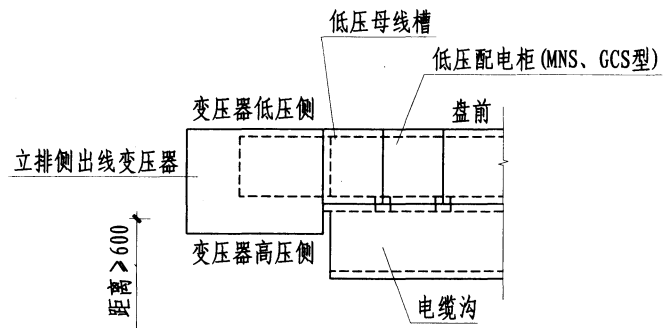 低压母线槽
低压配电柜(MNS、GCS型)
变压器低压侧
盘前
立排侧出线变压器
变压器高压侧
距离>600
电缆沟